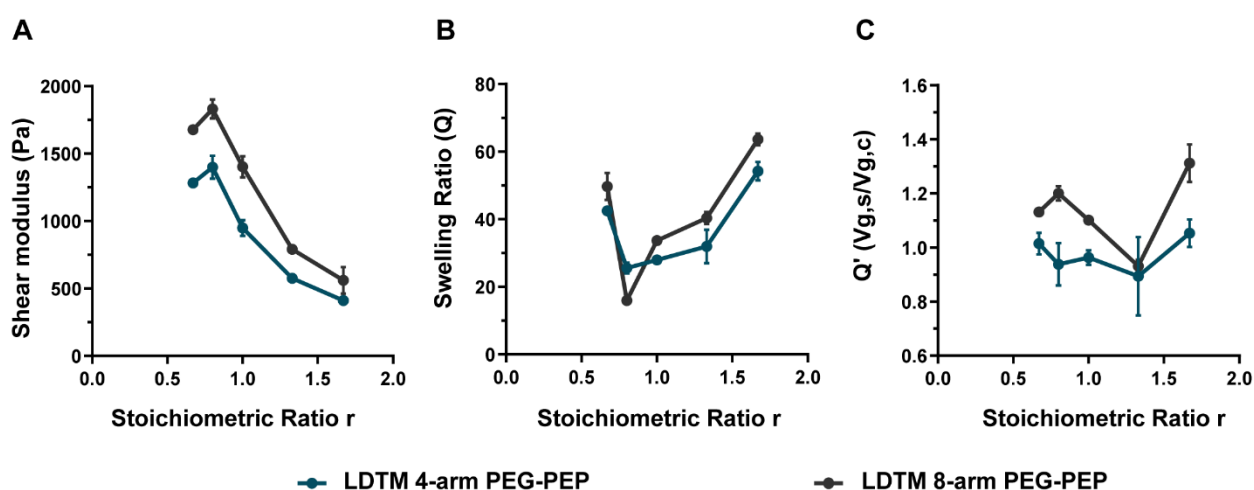 A
B
C
Shear modulus (Pa)
2000
1500
1000
500
0
0.0 0.5 1.0 1.5 2.0
Stoichiometric Ratio r
Swelling Ratio (Q)
80
60
40
20
0
0.0 0.5 1.0 1.5 2.0
Stoichiometric Ratio r
Q' (Vg,s/Vg,c)
1.6
1.4
1.2
1.0
0.8
0.6
0.0 0.5 1.0 1.5 2.0
Stoichiometric Ratio r
LDTM 4-arm PEG-PEP
LDTM 8-arm PEG-PEP